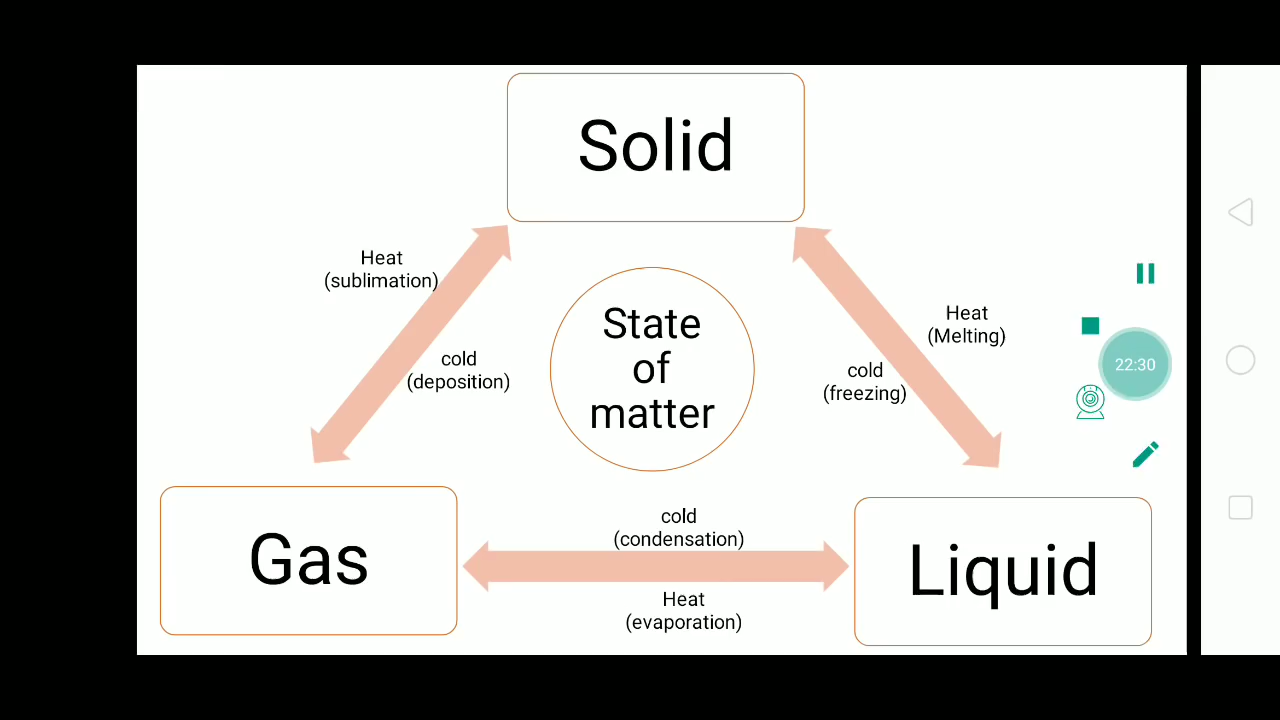 Solid
Heat
(sublimation)
cold
(deposition)
State
of
matter
Heat
(Melting)
cold
(freezing)
22:30
cold
(condensation)
Heat
(evaporation)
Gas
Liquid